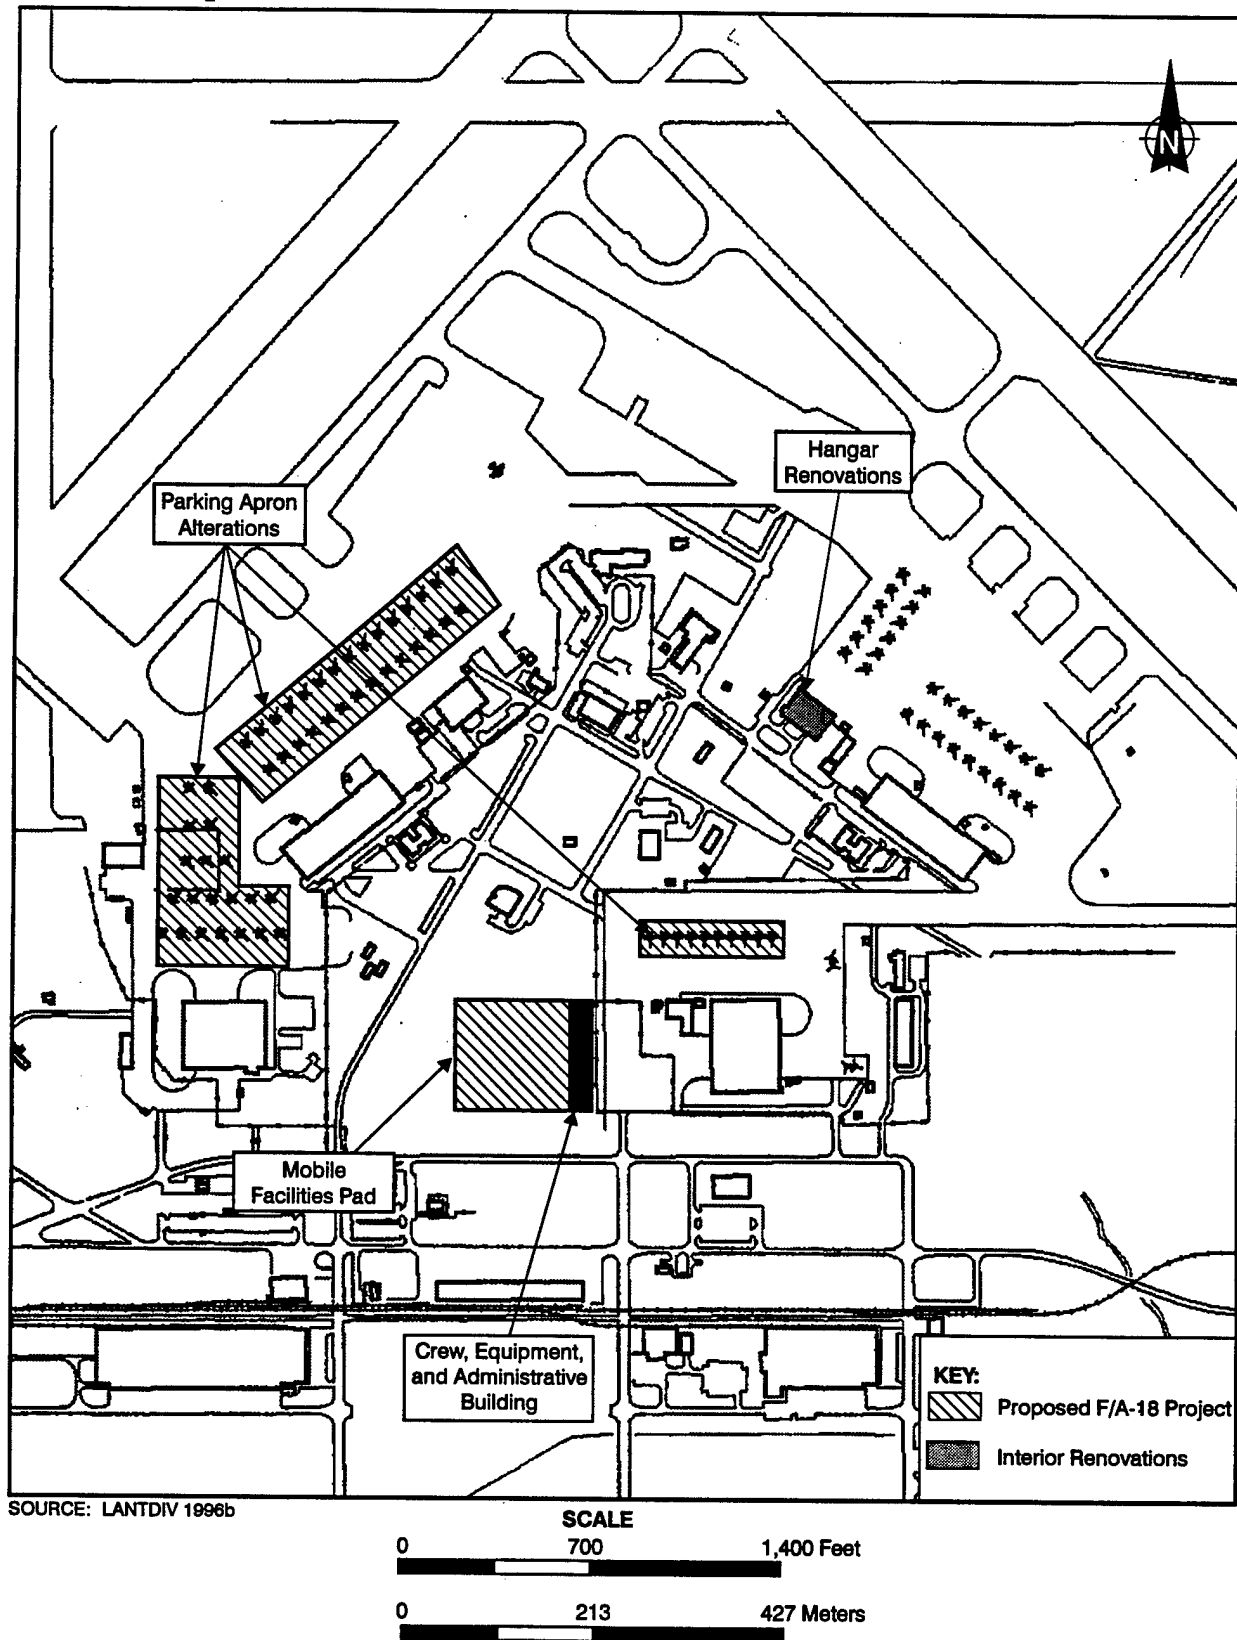 N
Hangar
Renovations
Parking Apron
Alterations
Mobile
Facilities Pad
Crew, Equipment,
and Administrative
Building
KEY:
Proposed F/A-18 Project
Interior Renovations
SOURCE: LANTDIV 1996b
SCALE
0 700 1,400 Feet
0 213 427 Meters